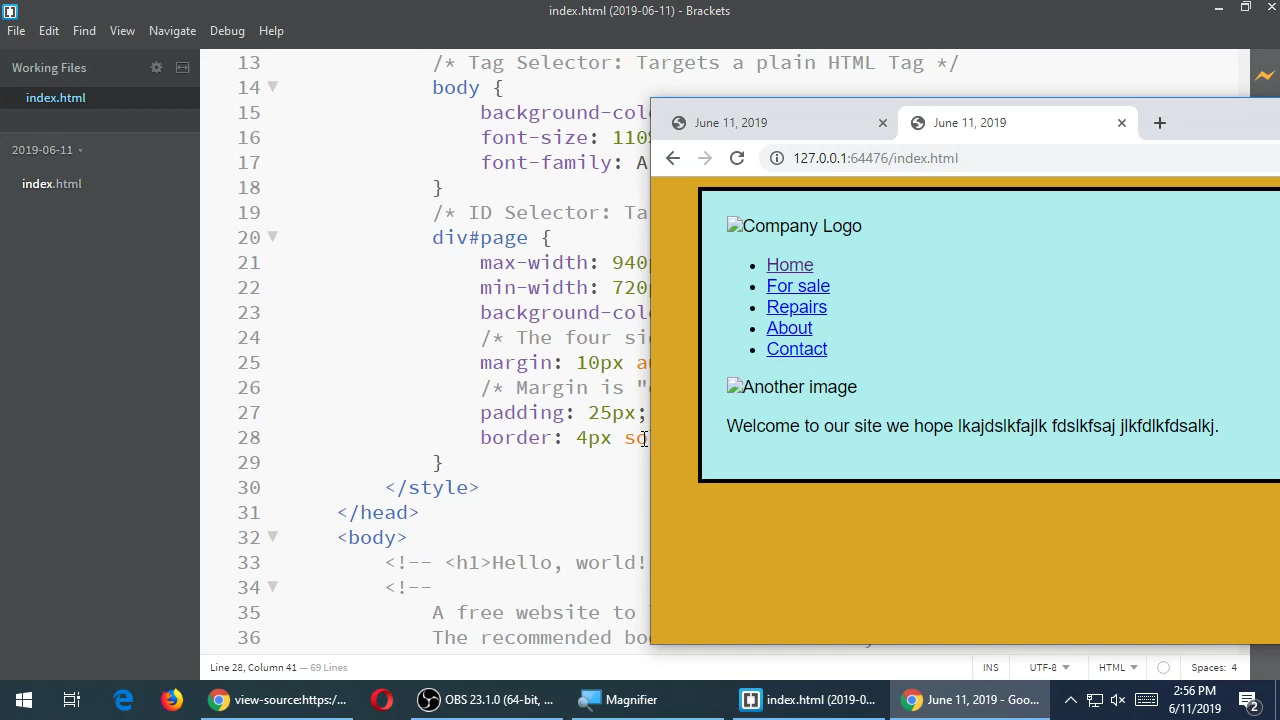 index.html (2019-06-11) - Brackets
File Edit Find View Navigate Debug Help
Working Files
index.html
2019-06-11
index.html
13 /* Tag Selector: Targets a plain HTML Tag */
14 body {
15 background-col
16 font-size: 110%
17 font-family: A
18 }
19 /* ID Selector: Ta
20 div#page {
21 max-width: 940p
22 min-width: 720p
23 background-col
24 /* The four si
25 margin: 10px a
26 /* Margin is "
27 padding: 25px;
28 border: 4px so
29 }
30 </style>
31 </head>
32 <body>
33 <!-- <h1>Hello, world!
34 <!--
35 A free website to
36 The recommended bo
June 11, 2019
June 11, 2019
127.0.0.1:64476/index.html
Company Logo
Home
For sale
Repairs
About
Contact
Another image
Welcome to our site we hope lkajdslkfajlk fdslkfsaj jlkfdlkfdsalkj.
Line 28, Column 41 — 69 Lines
INS UTF-8 HTML Spaces: 4
view-source:https:/...
OBS 23.1.0 (64-bit, ...
Magnifier
index.html (2019-0...
June 11, 2019 - Goo...
2:56 PM
6/11/2019
2